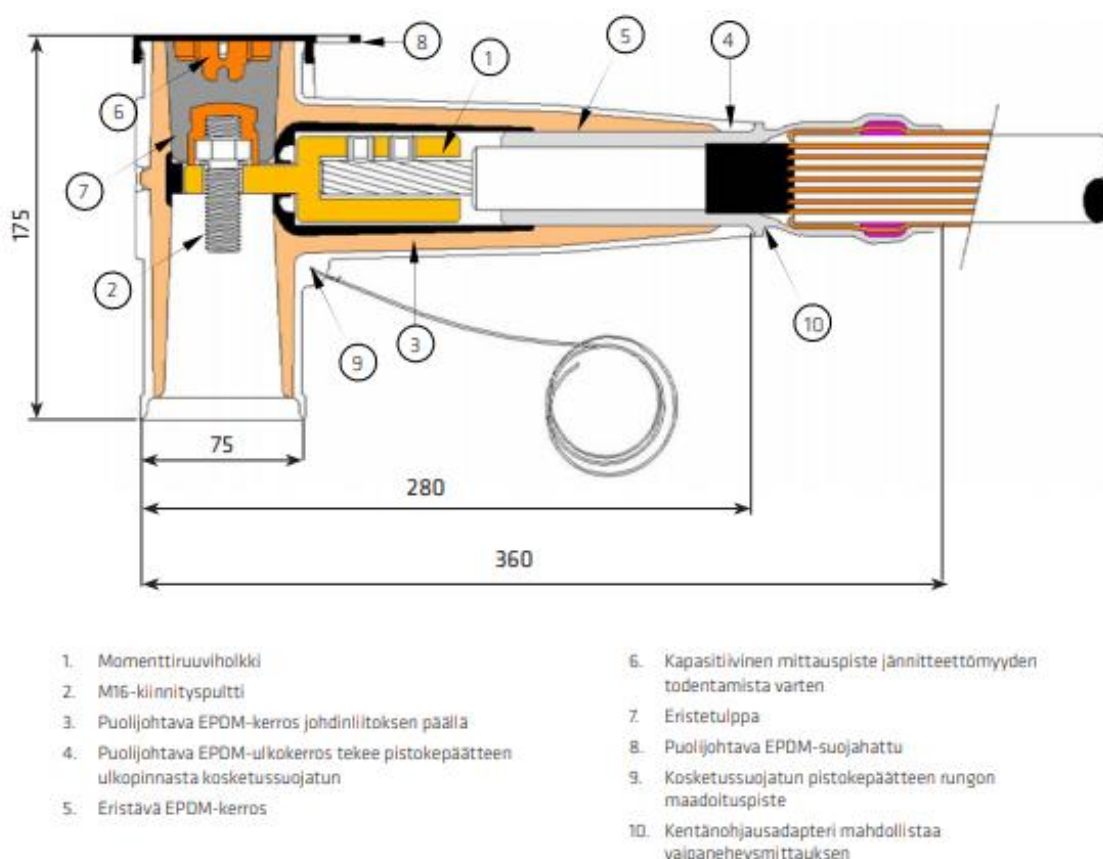 8
5
4
1
6
7
175
2
3
9
10
75
280
360
1. Momenttiruuviholkki
2. M16-kiinnityspultti
3. Puolijohtava EPDM-kerros johdinliitoksen päällä
4. Puolijohtava EPDM-ulkokerros tekee pistokepäätteen
ulkopinnasta kosketussuojatun
5. Eristävä EPDM-kerros
6. Kapasitiivinen mittauspiste jännitteettömyyden
todentamista varten
7. Eristetulppa
8. Puolijohtava EPDM-suojahattu
9. Kosketussuojatun pistokepäätteen rungon
maadoituspiste
10. Kentänohjausadapteri mahdollistaa
vaipaneheysmittauksen